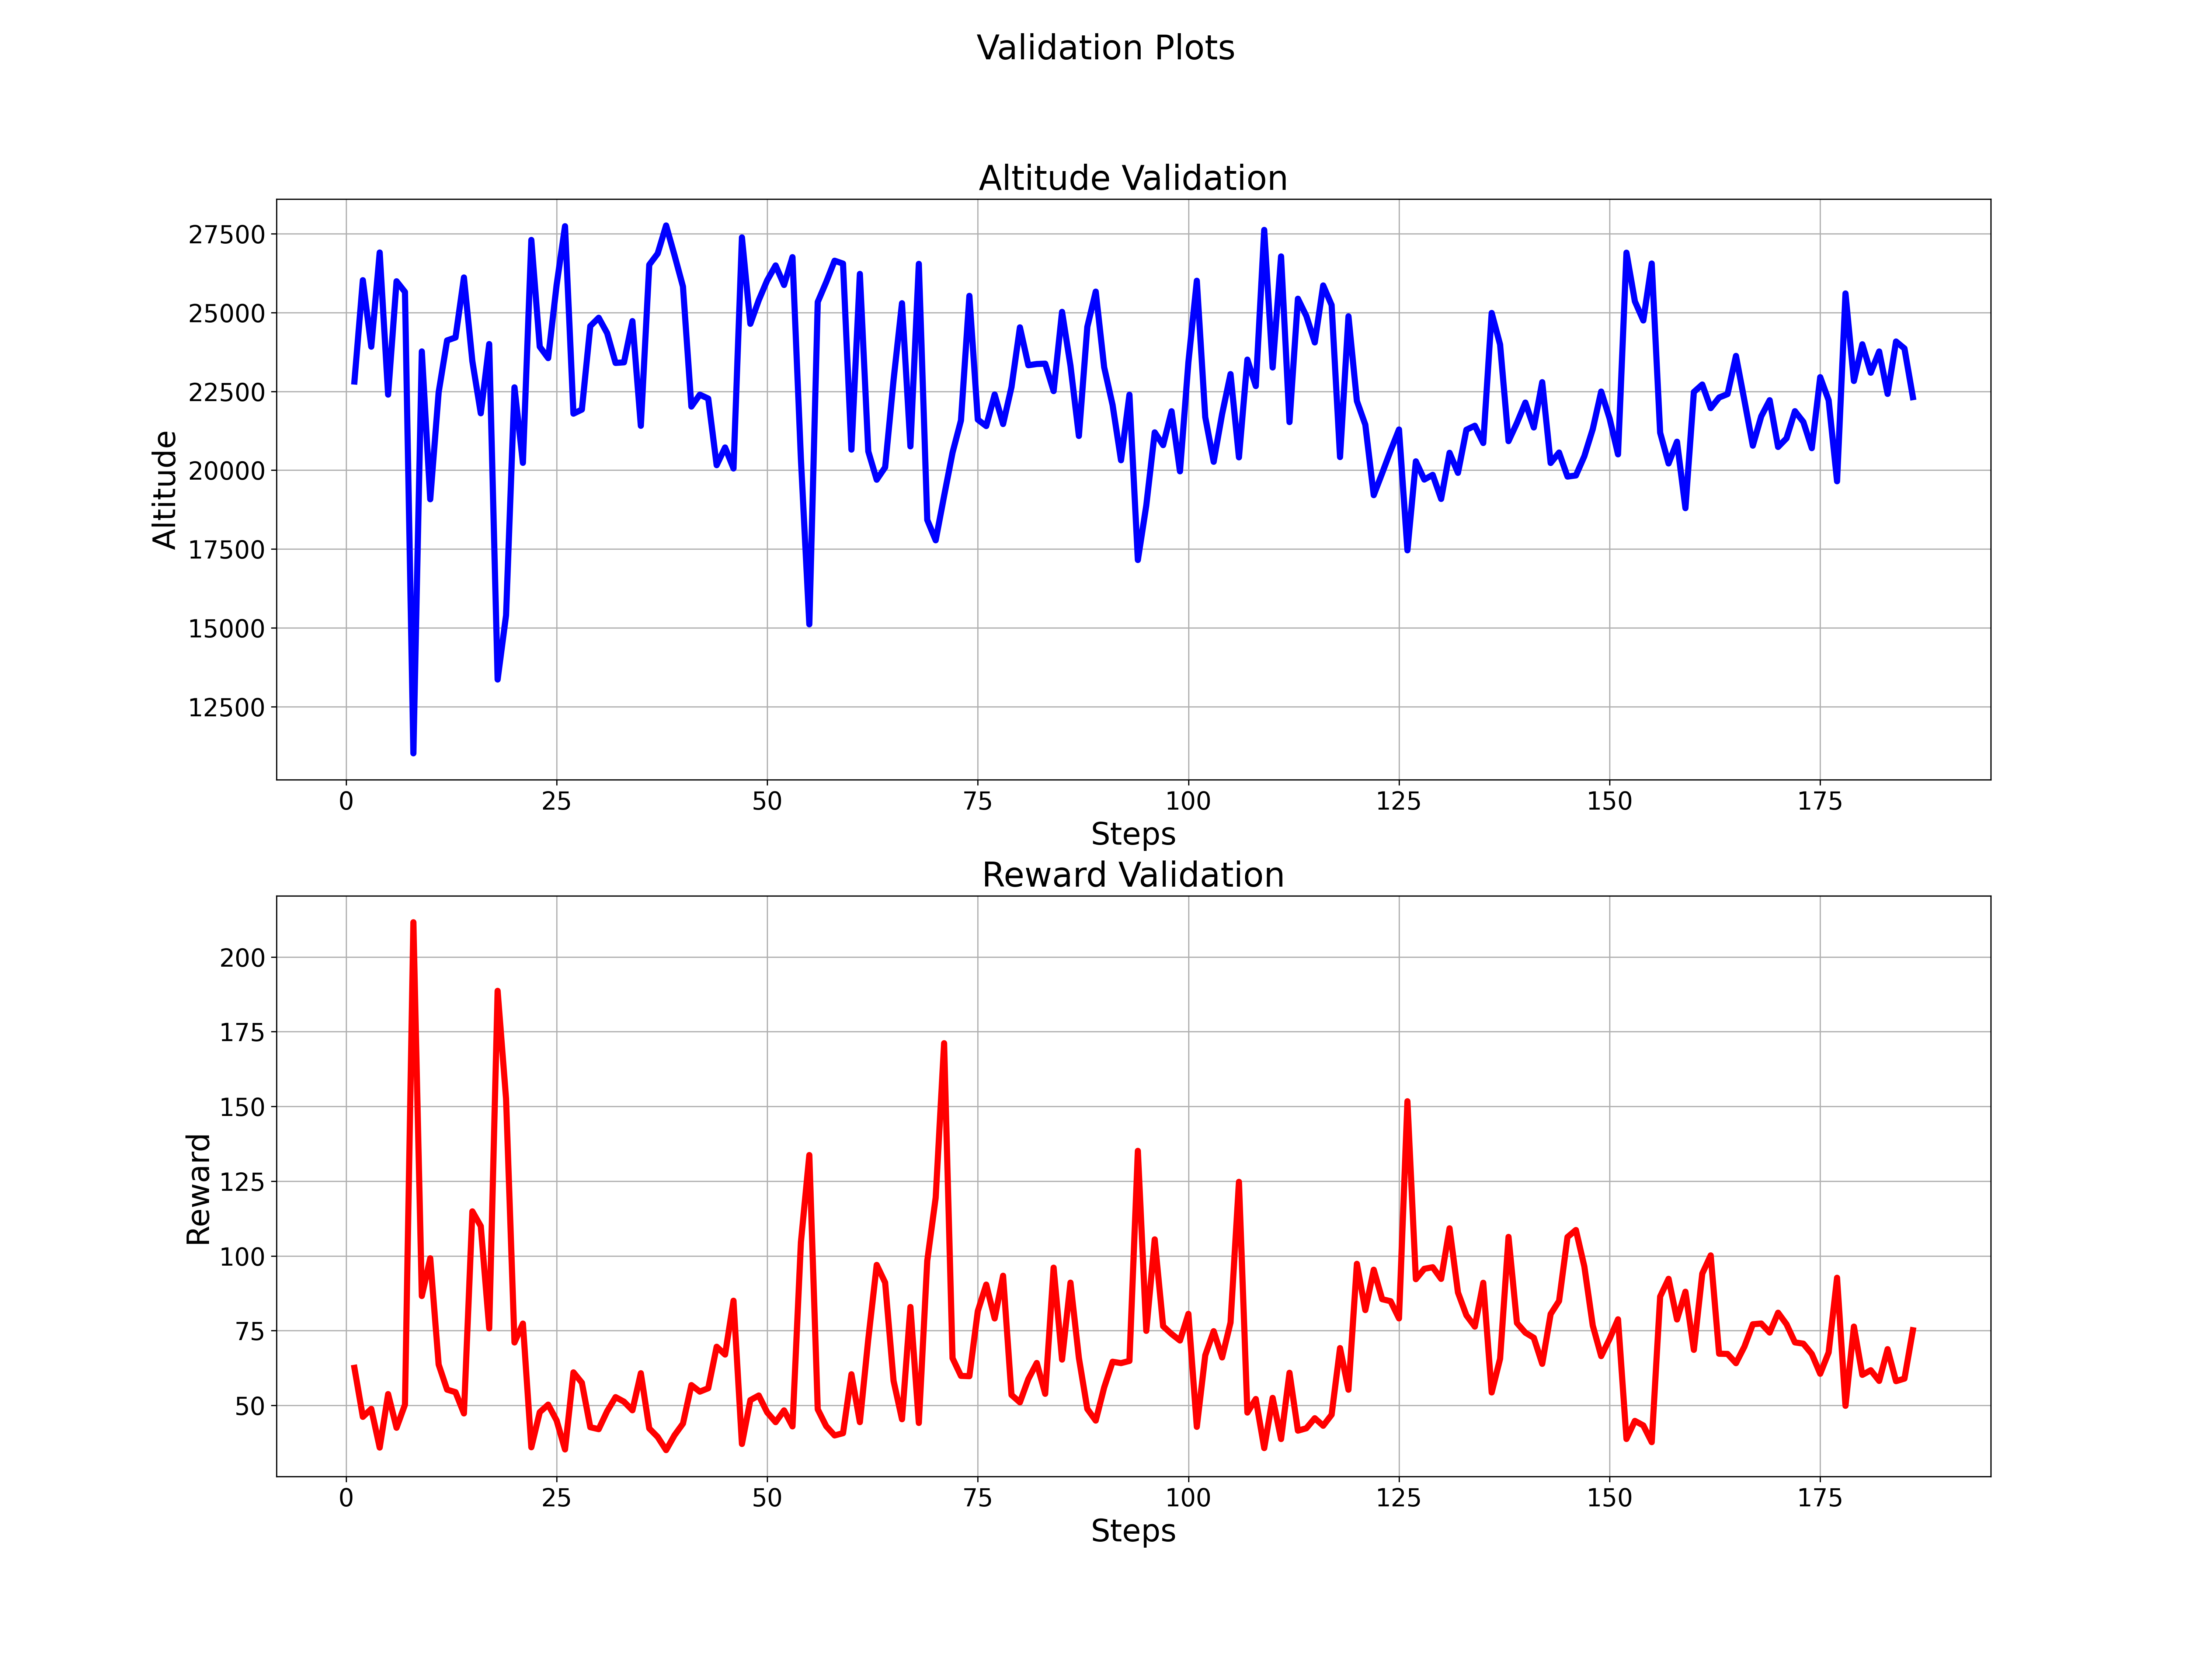 Validation Plots
Altitude Validation
27500
25000
22500
20000
17500
15000
12500
Altitude
0 25 50 75 100 125 150 175
Steps
Reward Validation
200
175
150
125
100
75
50
Reward
0 25 50 75 100 125 150 175
Steps